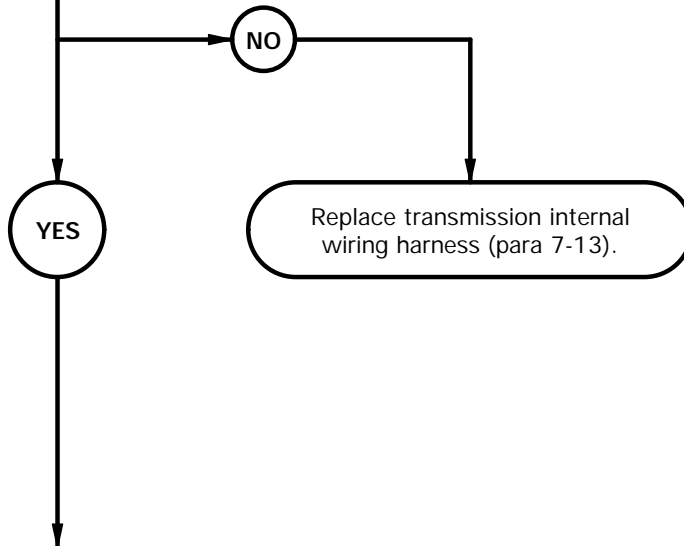 NO
YES
Replace transmission internal
wiring harness (para 7-13).